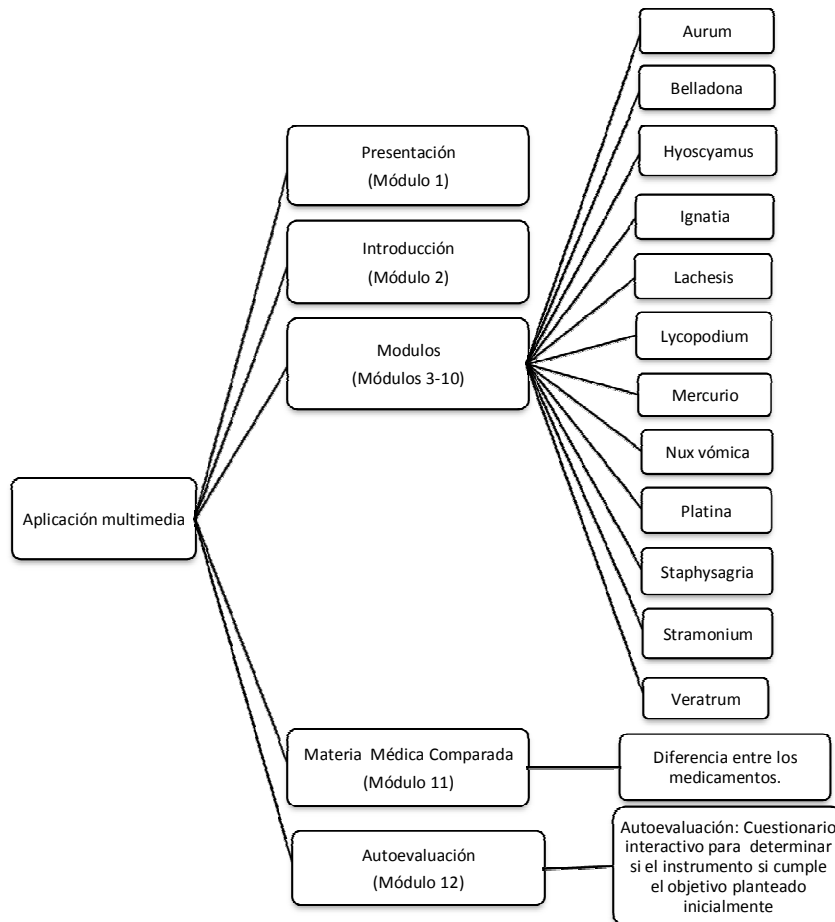 Aplicación multimedia
Presentación
(Módulo 1)
Introducción
(Módulo 2)
Modulos
(Módulos 3-10)
Aurum
Belladona
Hyoscyamus
Ignatia
Lachesis
Lycopodium
Mercurio
Nux vómica
Platina
Staphysagria
Stramonium
Veratrum
Materia Médica Comparada
(Módulo 11)
Diferencia entre los
medicamentos.
Autoevaluación
(Módulo 12)
Autoevaluación: Cuestionario
interactivo para determinar
si el instrumento si cumple
el objetivo planteado
inicialmente